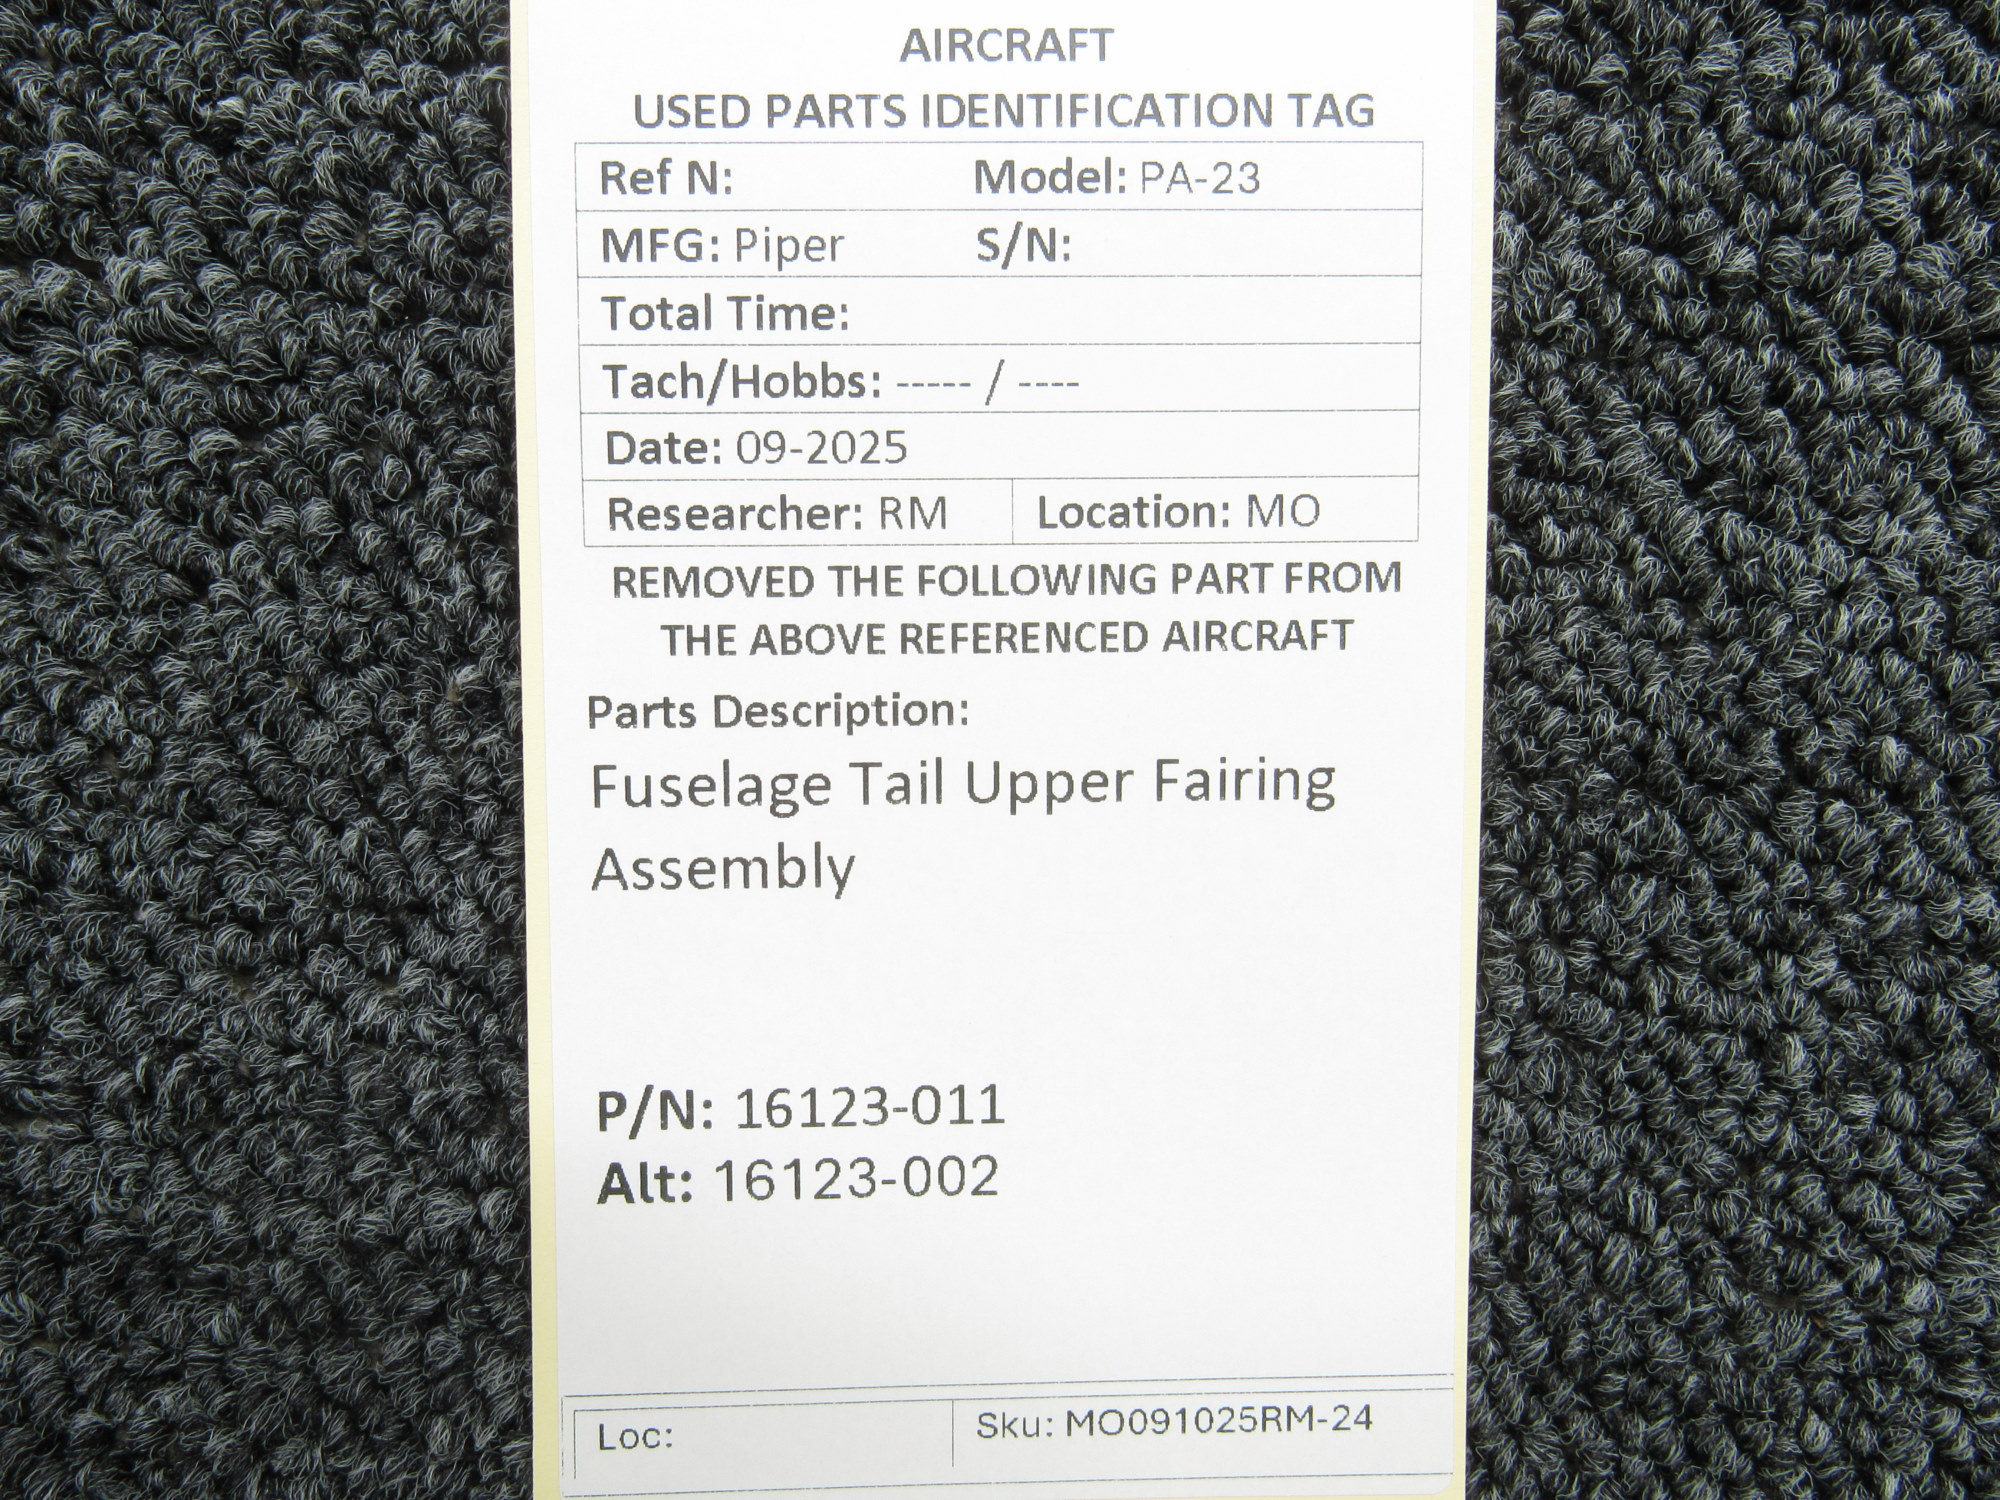 AIRCRAFT
USED PARTS IDENTIFICATION TAG
Ref N: Model: PA-23
MFG: Piper S/N:
Total Time:
Tach/Hobbs: ----- / ----
Date: 09-2025
Researcher: RM Location: MO
REMOVED THE FOLLOWING PART FROM
THE ABOVE REFERENCED AIRCRAFT
Parts Description:
Fuselage Tail Upper Fairing
Assembly
P/N: 16123-011
Alt: 16123-002
Loc: Sku: MO091025RM-24